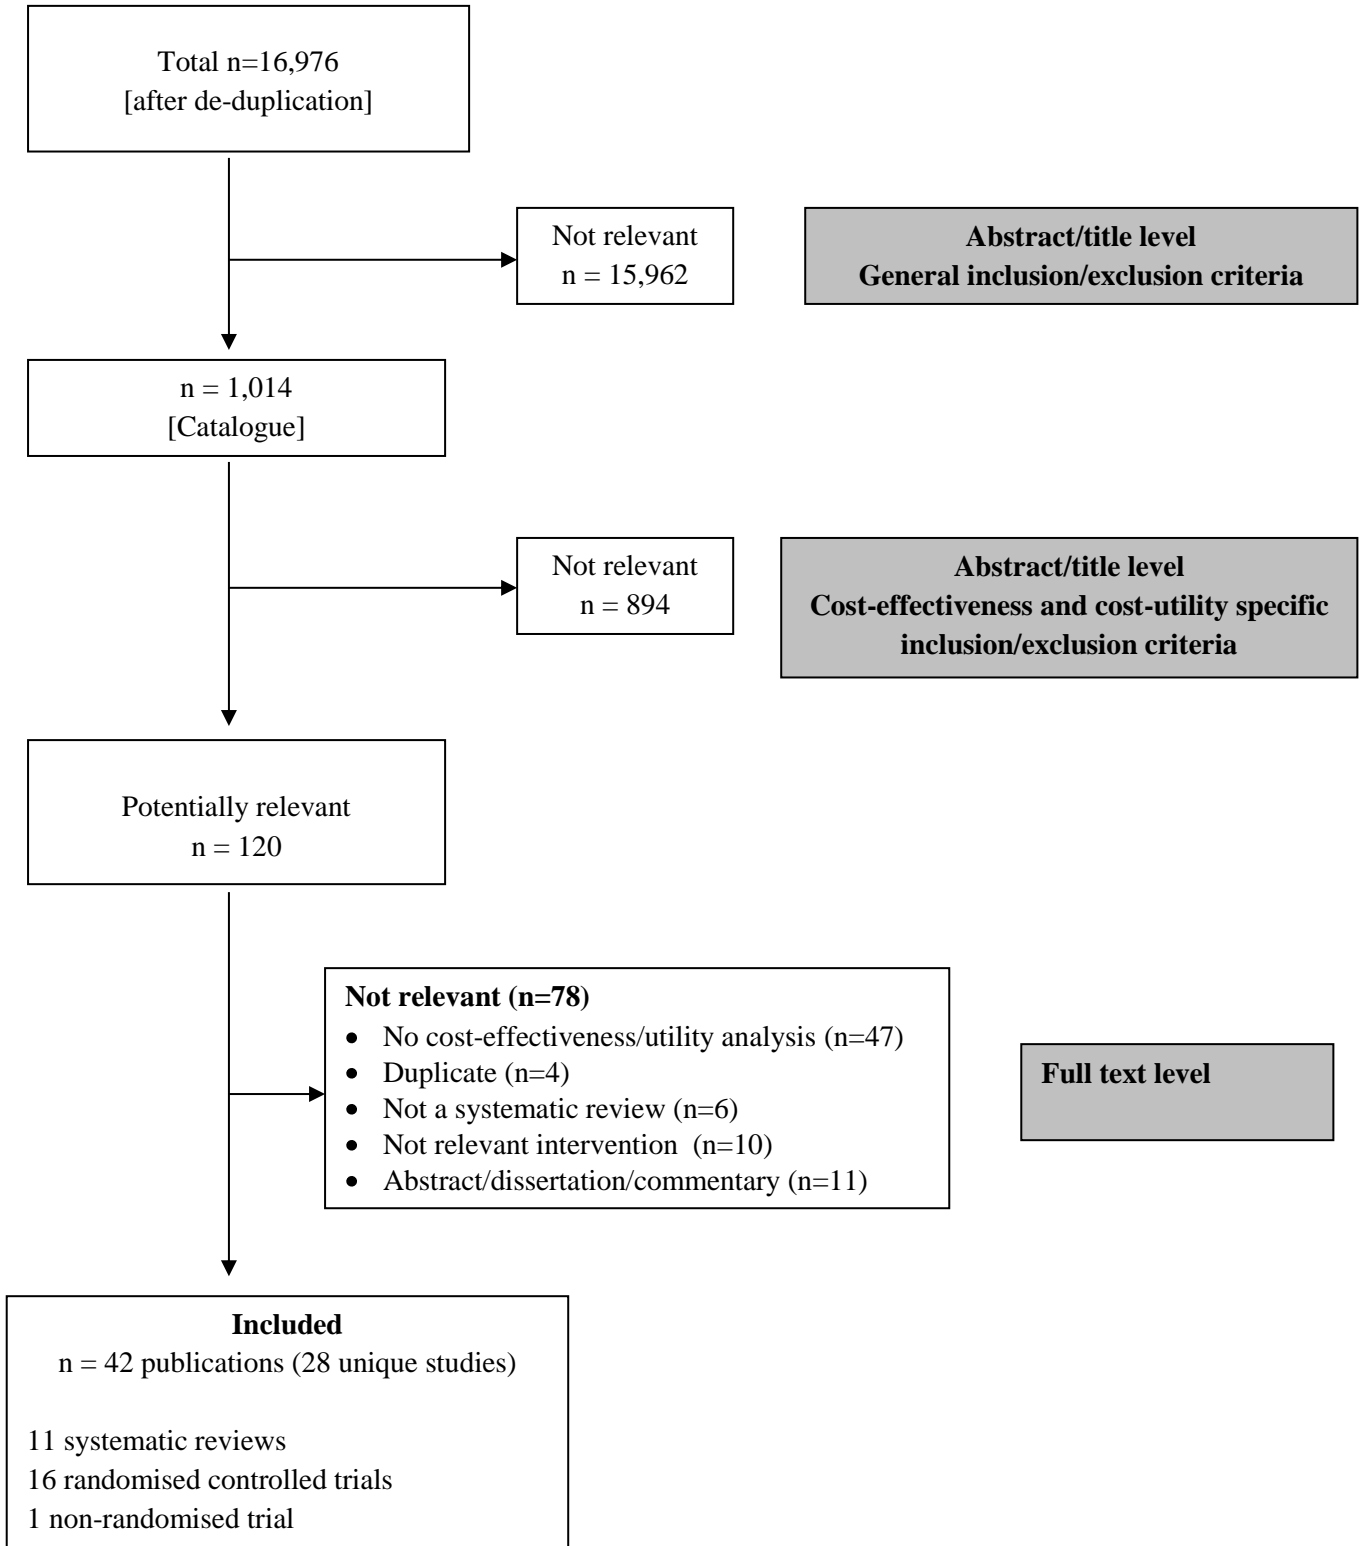 Total n=16,976
[after de-duplication]
Not relevant
n = 15,962
Abstract/title level
General inclusion/exclusion criteria
n = 1,014
[Catalogue]
Not relevant
n = 894
Abstract/title level
Cost-effectiveness and cost-utility specific
inclusion/exclusion criteria
Potentially relevant
n = 120
Not relevant (n=78)
• No cost-effectiveness/utility analysis (n=47)
• Duplicate (n=4)
• Not a systematic review (n=6)
• Not relevant intervention (n=10)
• Abstract/dissertation/commentary (n=11)
Full text level
Included
n = 42 publications (28 unique studies)
11 systematic reviews
16 randomised controlled trials
1 non-randomised trial